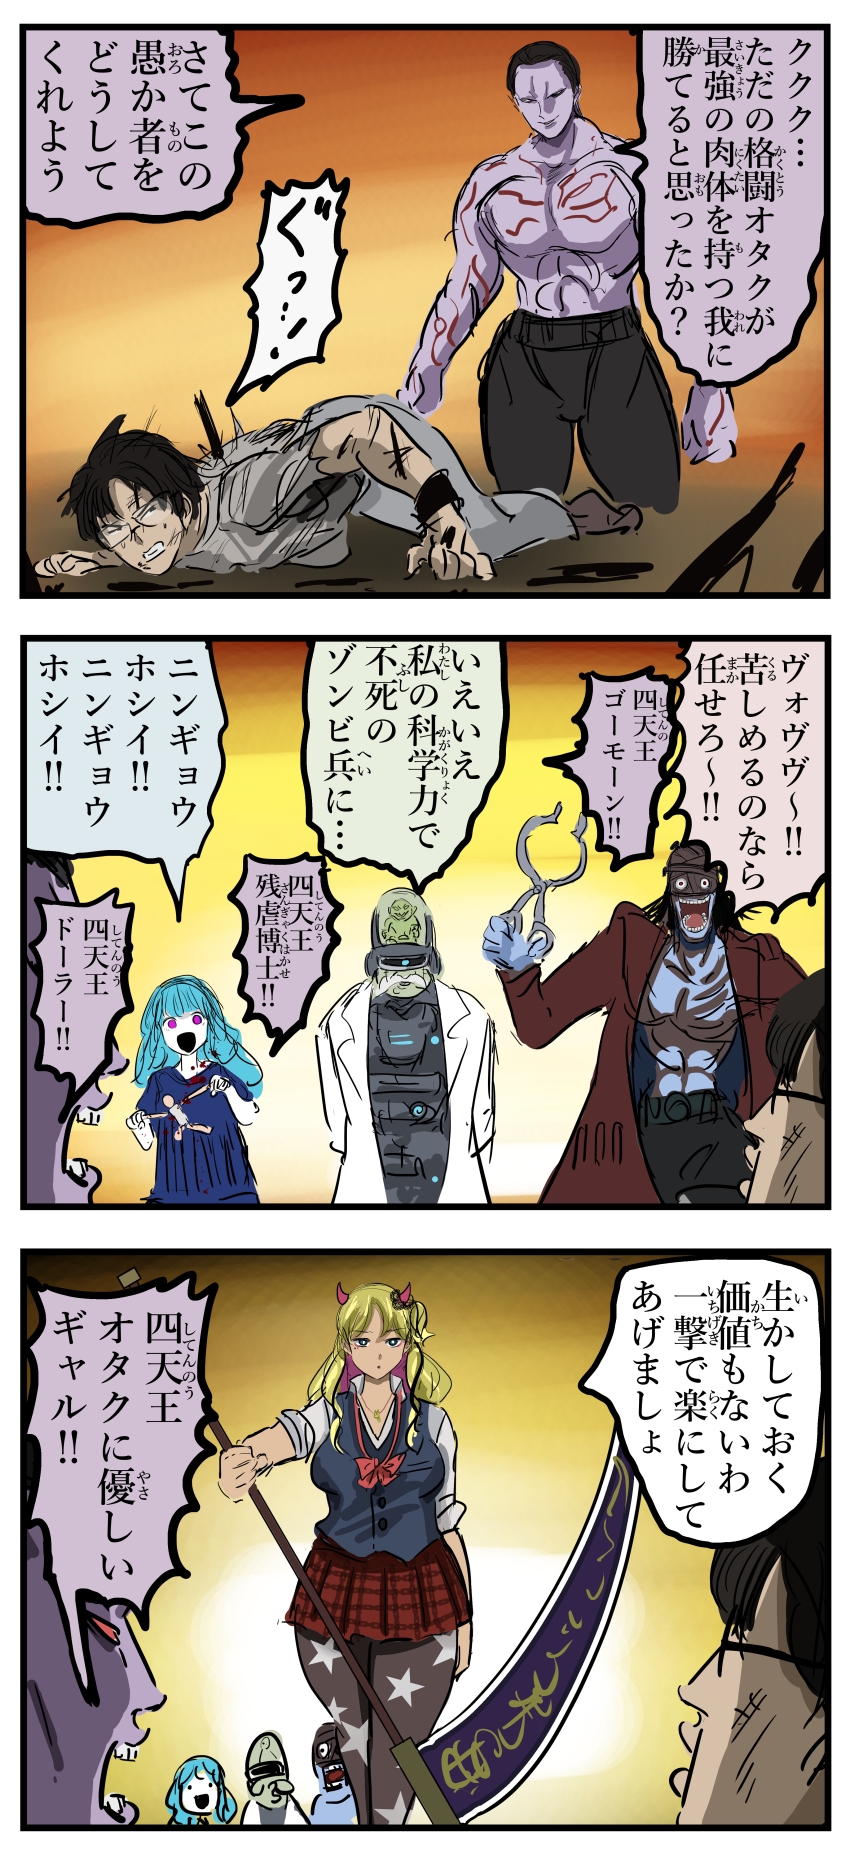 ククク…
ただの格闘オタクが
最強の肉体を持つ我に
勝てると思ったか？
ぐっ…！
さてこの
愚か者を
どうして
くれよう
ヴォヴヴ〜!!
苦しめるのなら
任せろ〜!!
四天王
ゴーモーン!!
いえいえ
私の科学力で
不死の
ゾンビ兵に…
四天王
残虐博士!!
ニンギョウ
ホシイ!!
ニンギョウ
ホシイ!!
四天王
ドーラー!!
生かしておく
価値もないわ
一撃で楽にして
あげましょ
四天王
オタクに優しい
ギャル!!